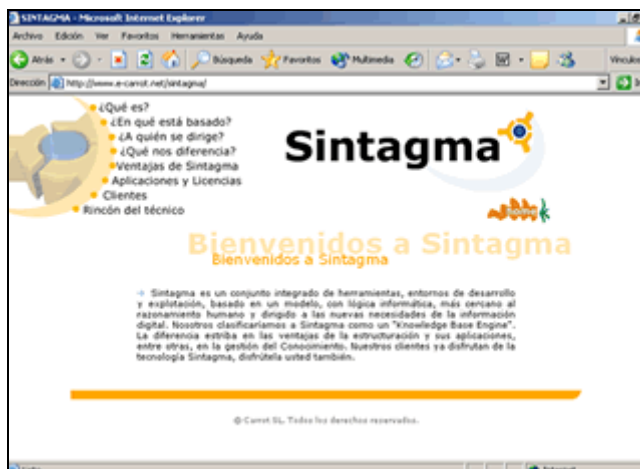 SINTAGMA - Microsoft Internet Explorer
Archivo Edición Ver Favoritos Herramientas Ayuda
Atrás Búsqueda Favoritos Multimedia Vínculos
Dirección http://www.e-carrot.net/sintagma/
¿Qué es?
¿En qué está basado?
¿A quién se dirige?
¿Qué nos diferencia?
Ventajas de Sintagma
Aplicaciones y Licencias
Clientes
Rincón del técnico
Sintagma
Bienvenidos a Sintagma
Bienvenidos a Sintagma
Sintagma es un conjunto integrado de herramientas, entornos de desarrollo
y explotación, basado en un modelo, con lógica informática, más cercano al
razonamiento humano y dirigido a las nuevas necesidades de la información
digital. Nosotros clasificaríamos a Sintagma como un "Knowledge Base Engine".
La diferencia estriba en las ventajas de la estructuración y sus aplicaciones,
entre otras, en la gestión del Conocimiento. Nuestros clientes ya disfrutan de la
tecnología Sintagma, disfrútela usted también.
© Carrot SL. Todos los derechos reservados.